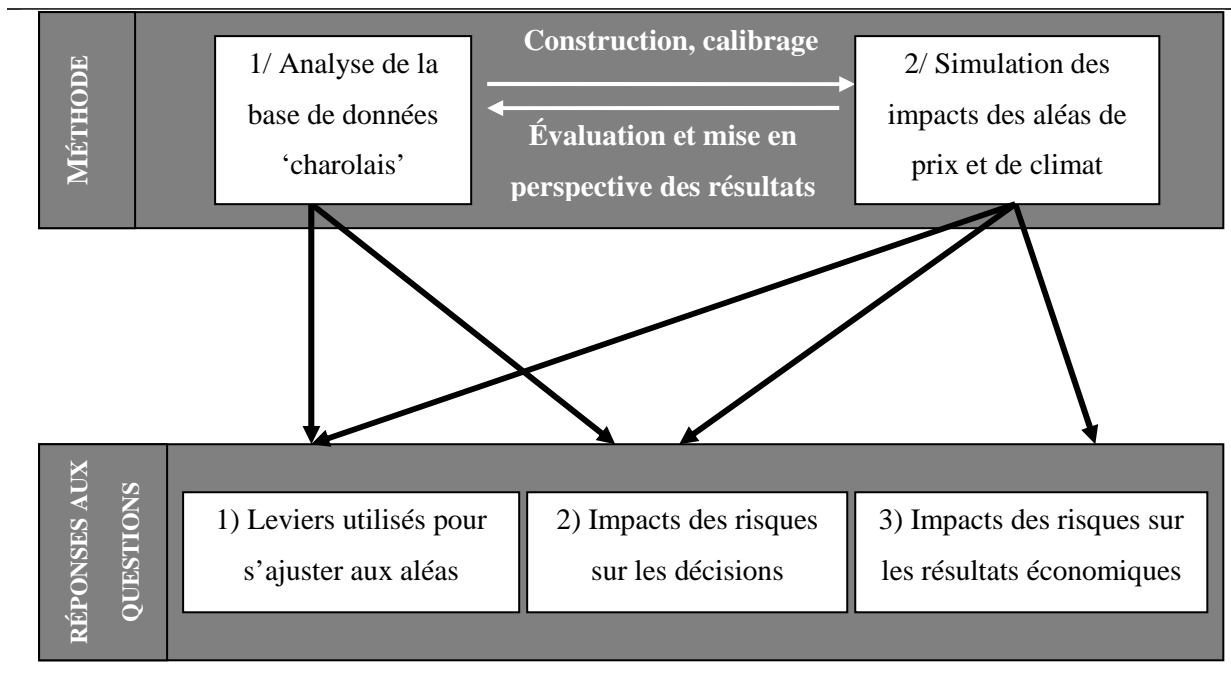 MÉTHODE
1/ Analyse de la
base de données
‘charolais’
Construction, calibrage
Évaluation et mise en
perspective des résultats
2/ Simulation des
impacts des aléas de
prix et de climat
RÉPONSES AUX
QUESTIONS
1) Leviers utilisés pour
s’ajuster aux aléas
2) Impacts des risques
sur les décisions
3) Impacts des risques sur
les résultats économiques